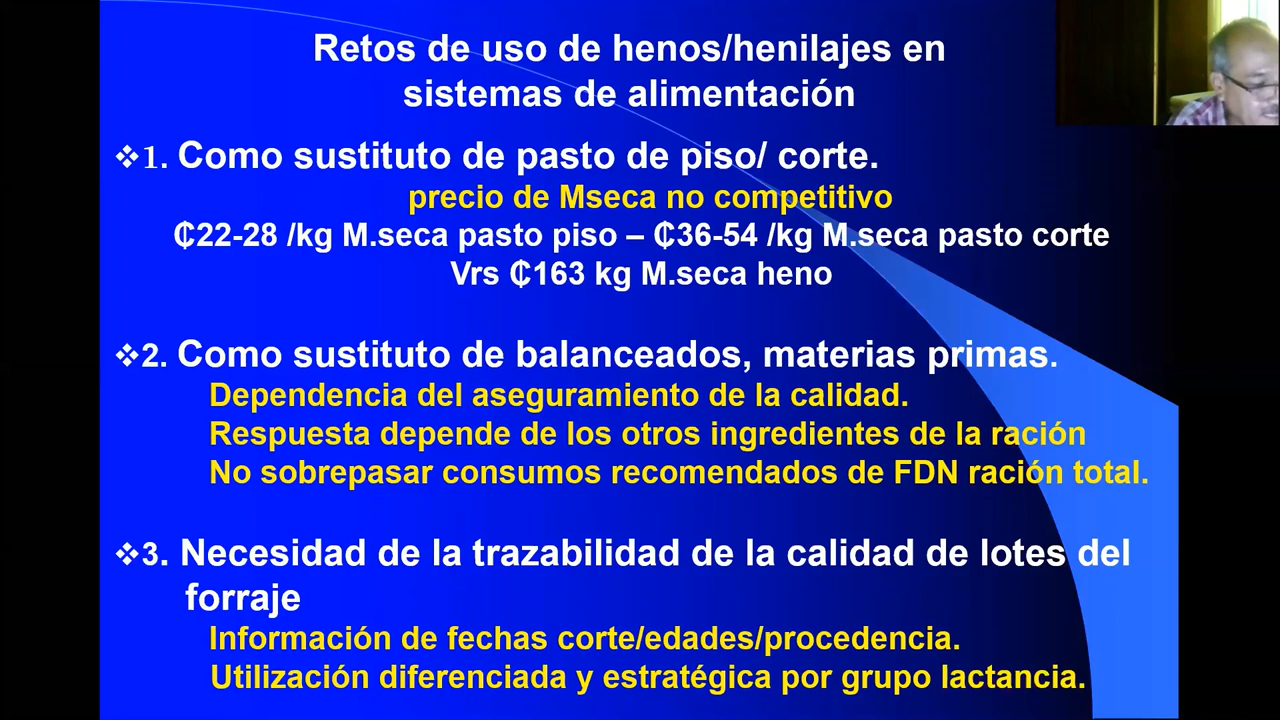 Retos de uso de henos/henilajes en
sistemas de alimentación
❖1. Como sustituto de pasto de piso/ corte.
precio de Mseca no competitivo
₵22-28 /kg M.seca pasto piso – ₵36-54 /kg M.seca pasto corte
Vrs ₵163 kg M.seca heno
❖2. Como sustituto de balanceados, materias primas.
Dependencia del aseguramiento de la calidad.
Respuesta depende de los otros ingredientes de la ración
No sobrepasar consumos recomendados de FDN ración total.
❖3. Necesidad de la trazabilidad de la calidad de lotes del
forraje
Información de fechas corte/edades/procedencia.
Utilización diferenciada y estratégica por grupo lactancia.